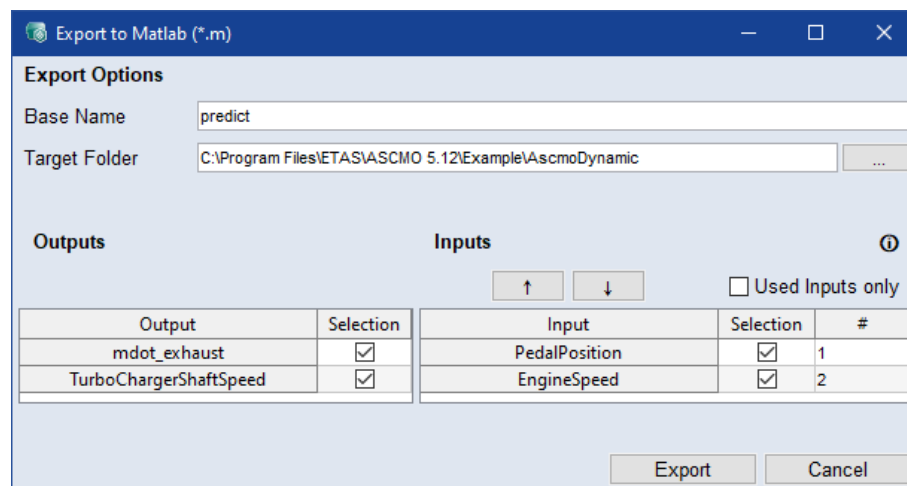 Export to Matlab (*.m)
Export Options
Base Name predict
Target Folder C:\Program Files\ETAS\ASCMO 5.12\Example\AscmoDynamic ...
Outputs Inputs
↑ ↓ Used Inputs only
Output Selection Input Selection #
mdot_exhaust PedalPosition 1
TurboChargerShaftSpeed EngineSpeed 2
Export Cancel